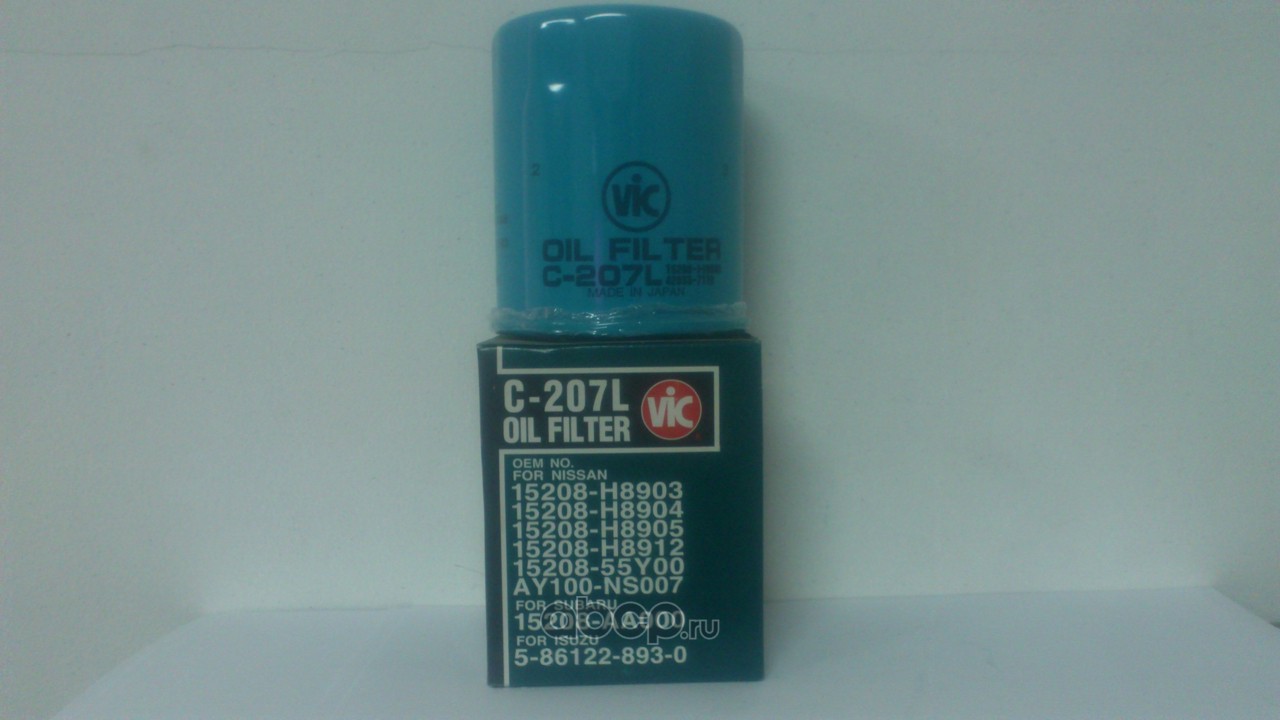 2
VIC
OIL FILTER
C-207L
MADE IN JAPAN
C-207L
OIL FILTER
VIC
OEM NO.
FOR NISSAN
15208-H8903
15208-H8904
15208-H8905
15208-H8912
15208-55Y00
AY100-NS007
FOR SUBARU
FOR ISUZU
5-86122-893-0